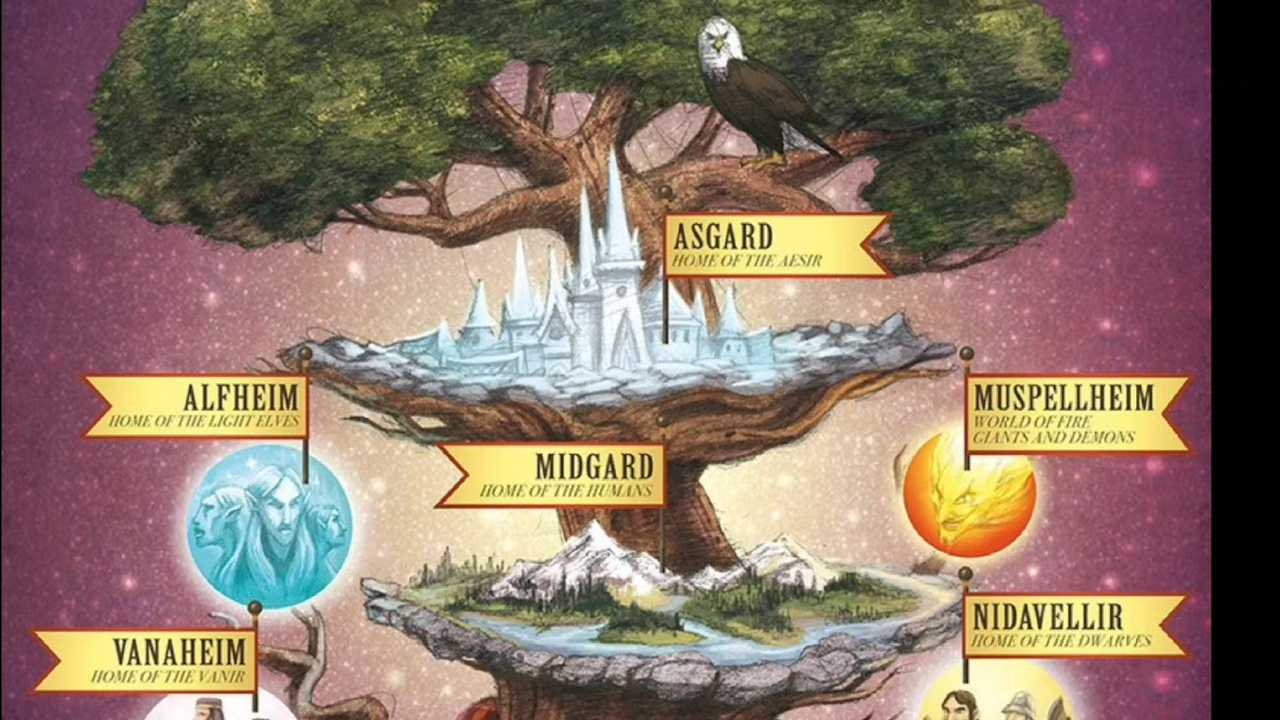 ASGARD
HOME OF THE AESIR
ALFHEIM
HOME OF THE LIGHT ELVES
MUSPELLHEIM
WORLD OF FIRE
GIANTS AND DEMONS
MIDGARD
HOME OF THE HUMANS
NIDAVELLIR
HOME OF THE DWARVES
VANAHEIM
HOME OF THE VANIR